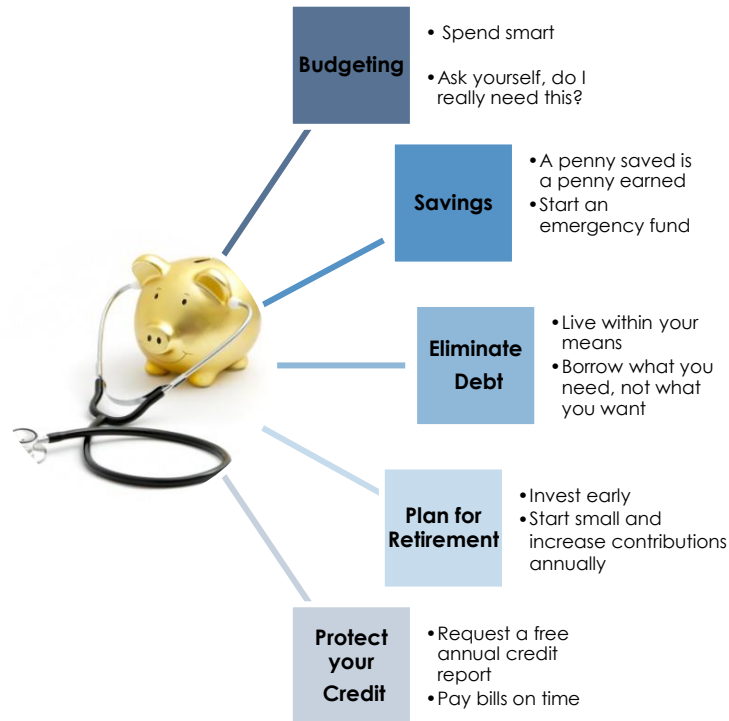 Budgeting
• Spend smart
• Ask yourself, do I
really need this?
Savings
• A penny saved is
a penny earned
• Start an
emergency fund
Eliminate
Debt
• Live within your
means
• Borrow what you
need, not what
you want
Plan for
Retirement
• Invest early
• Start small and
increase contributions
annually
Protect
your
Credit
• Request a free
annual credit
report
• Pay bills on time